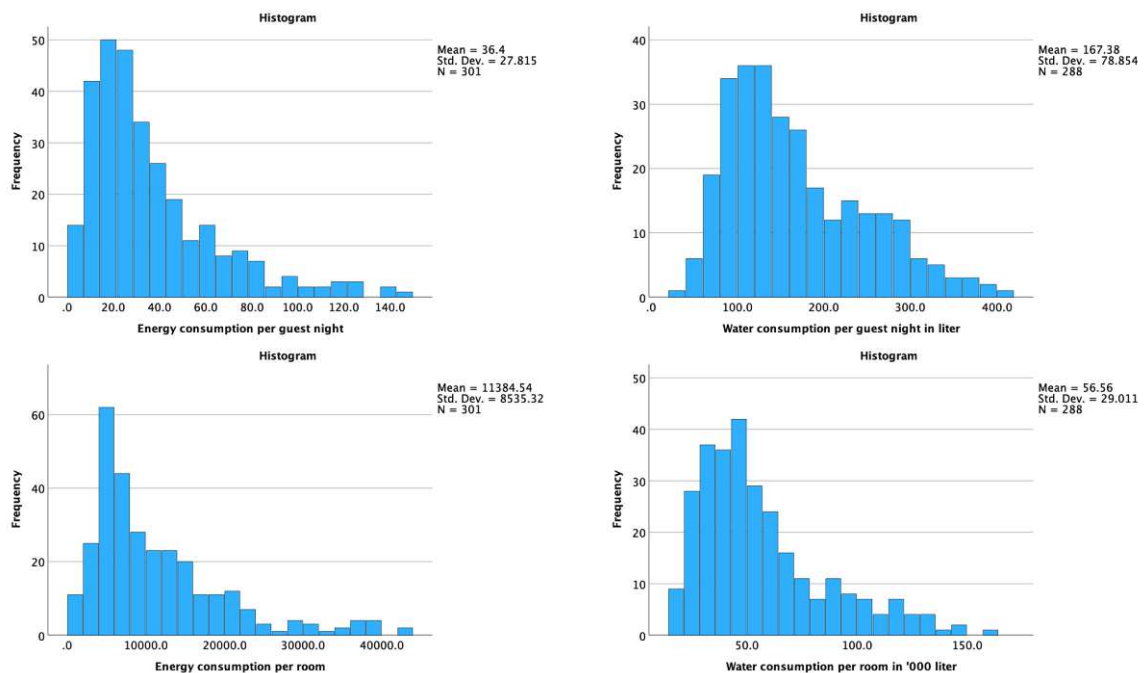 Histogram
50
40
30
20
10
0
Frequency
.0 20.0 40.0 60.0 80.0 100.0 120.0 140.0
Energy consumption per guest night
Mean = 36.4
Std. Dev. = 27.815
N = 301
Histogram
40
30
20
10
0
Frequency
.0 100.0 200.0 300.0 400.0
Water consumption per guest night in liter
Mean = 167.38
Std. Dev. = 78.854
N = 288
Histogram
60
40
20
0
Frequency
.0 10000.0 20000.0 30000.0 40000.0
Energy consumption per room
Mean = 11384.54
Std. Dev. = 8535.32
N = 301
Histogram
50
40
30
20
10
0
Frequency
50.0 100.0 150.0
Water consumption per room in '000 liter
Mean = 56.56
Std. Dev. = 29.011
N = 288